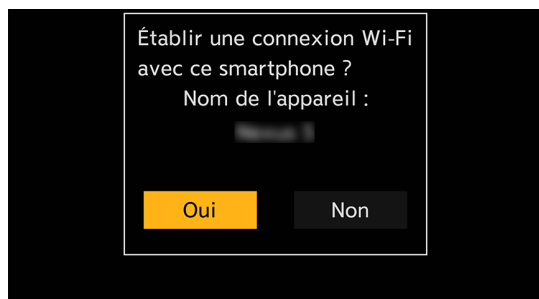 Établir une connexion Wi-Fi
avec ce smartphone ?
Nom de l'appareil :
Oui
Non